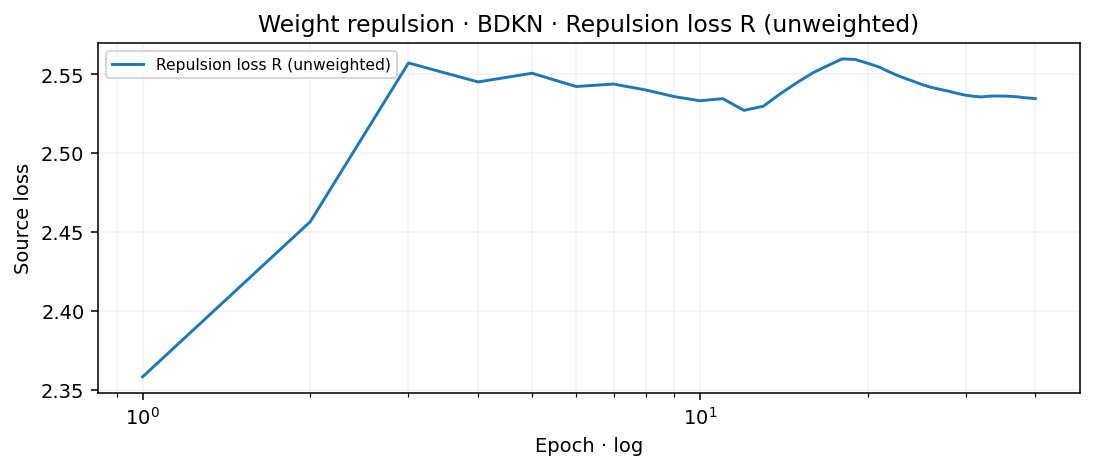 Weight repulsion · BDKN · Repulsion loss R (unweighted)
Repulsion loss R (unweighted)
Source loss
2.55
2.50
2.45
2.40
2.35
10⁰
10¹
Epoch · log